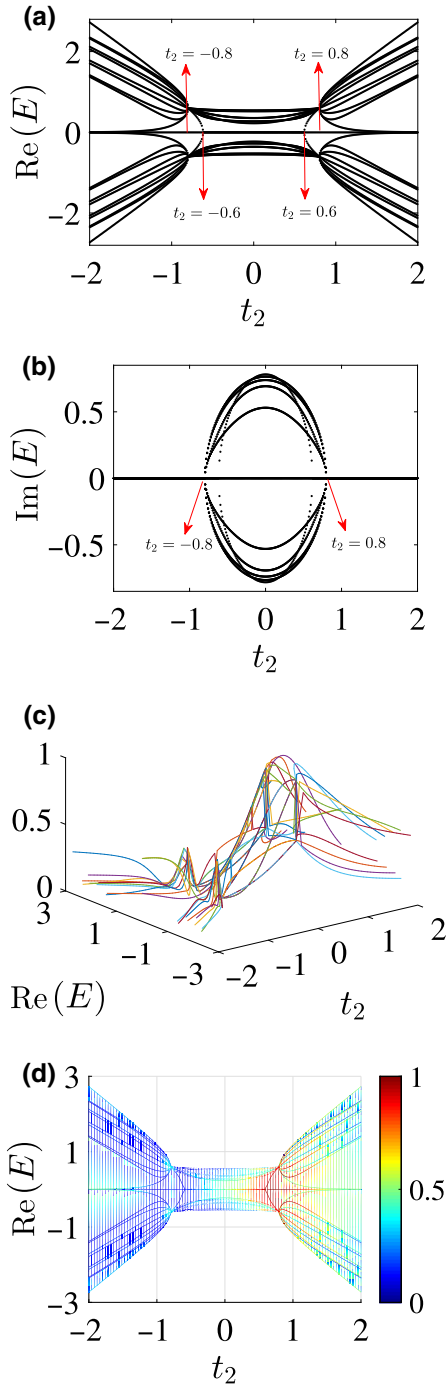 (a)
2
0
−2
Re(E)
t₂ = −0.8
t₂ = 0.8
t₂ = −0.6
t₂ = 0.6
−2 −1 0 1 2
t₂
(b)
0.5
0
−0.5
Im(E)
t₂ = −0.8
t₂ = 0.8
−2 −1 0 1 2
t₂
(c)
1
0.5
0
3 1 −1 −3
Re(E)
−2 −1 0 1 2
t₂
(d)
3
1
−1
−3
Re(E)
−2 −1 0 1 2
t₂
1
0.5
0